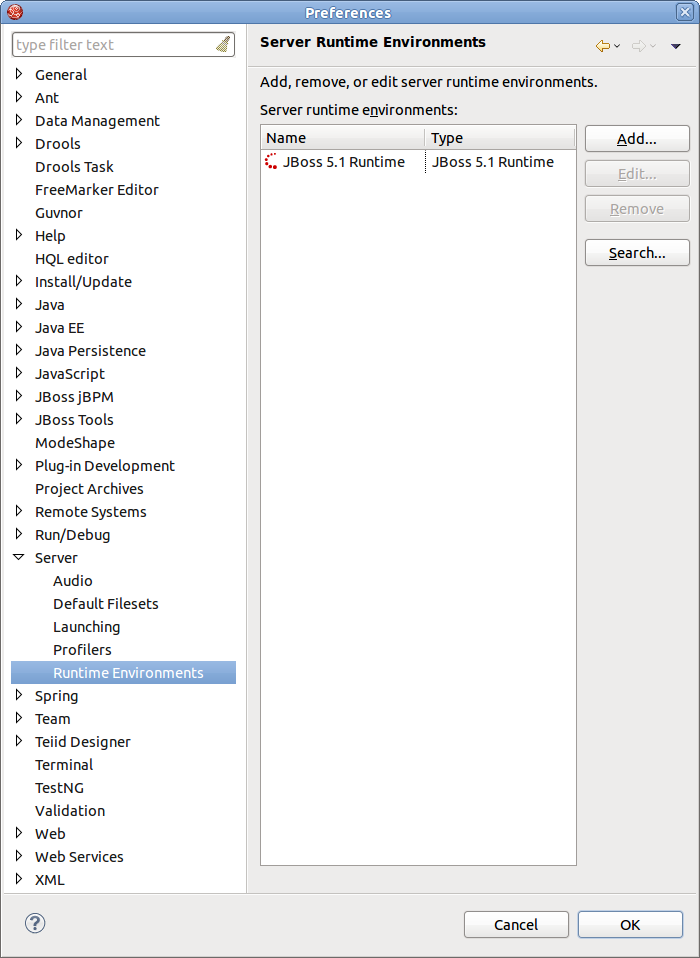 Preferences
type filter text
General
Ant
Data Management
Drools
Drools Task
FreeMarker Editor
Guvnor
Help
HQL editor
Install/Update
Java
Java EE
Java Persistence
JavaScript
JBoss jBPM
JBoss Tools
ModeShape
Plug-in Development
Project Archives
Remote Systems
Run/Debug
Server
Audio
Default Filesets
Launching
Profilers
Runtime Environments
Spring
Team
Teiid Designer
Terminal
TestNG
Validation
Web
Web Services
XML
Server Runtime Environments
Add, remove, or edit server runtime environments.
Server runtime environments:
Name Type
JBoss 5.1 Runtime JBoss 5.1 Runtime
Add...
Edit...
Remove
Search...
?
Cancel OK